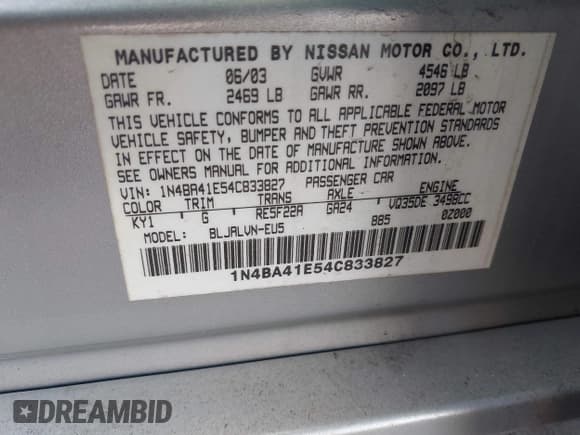 MANUFACTURED BY NISSAN MOTOR CO., LTD.
DATE 06/03 GVWR 4546 LB
GAWR FR. 2469 LB GAWR RR. 2097 LB
THIS VEHICLE CONFORMS TO ALL APPLICABLE FEDERAL MOTOR
VEHICLE SAFETY, BUMPER AND THEFT PREVENTION STANDARDS
IN EFFECT ON THE DATE OF MANUFACTURE SHOWN ABOVE.
SEE OWNERS MANUAL FOR ADDITIONAL INFORMATION.
VIN: 1N4BA41E54C833827 PASSENGER CAR
COLOR TRIM TRANS AXLE ENGINE
KY1 G RE5F22A GA24 VQ35DE 3498CC
MODEL: BLJALVN-EU5 885 0Z000
1N4BA41E54C833827
DREAMBID